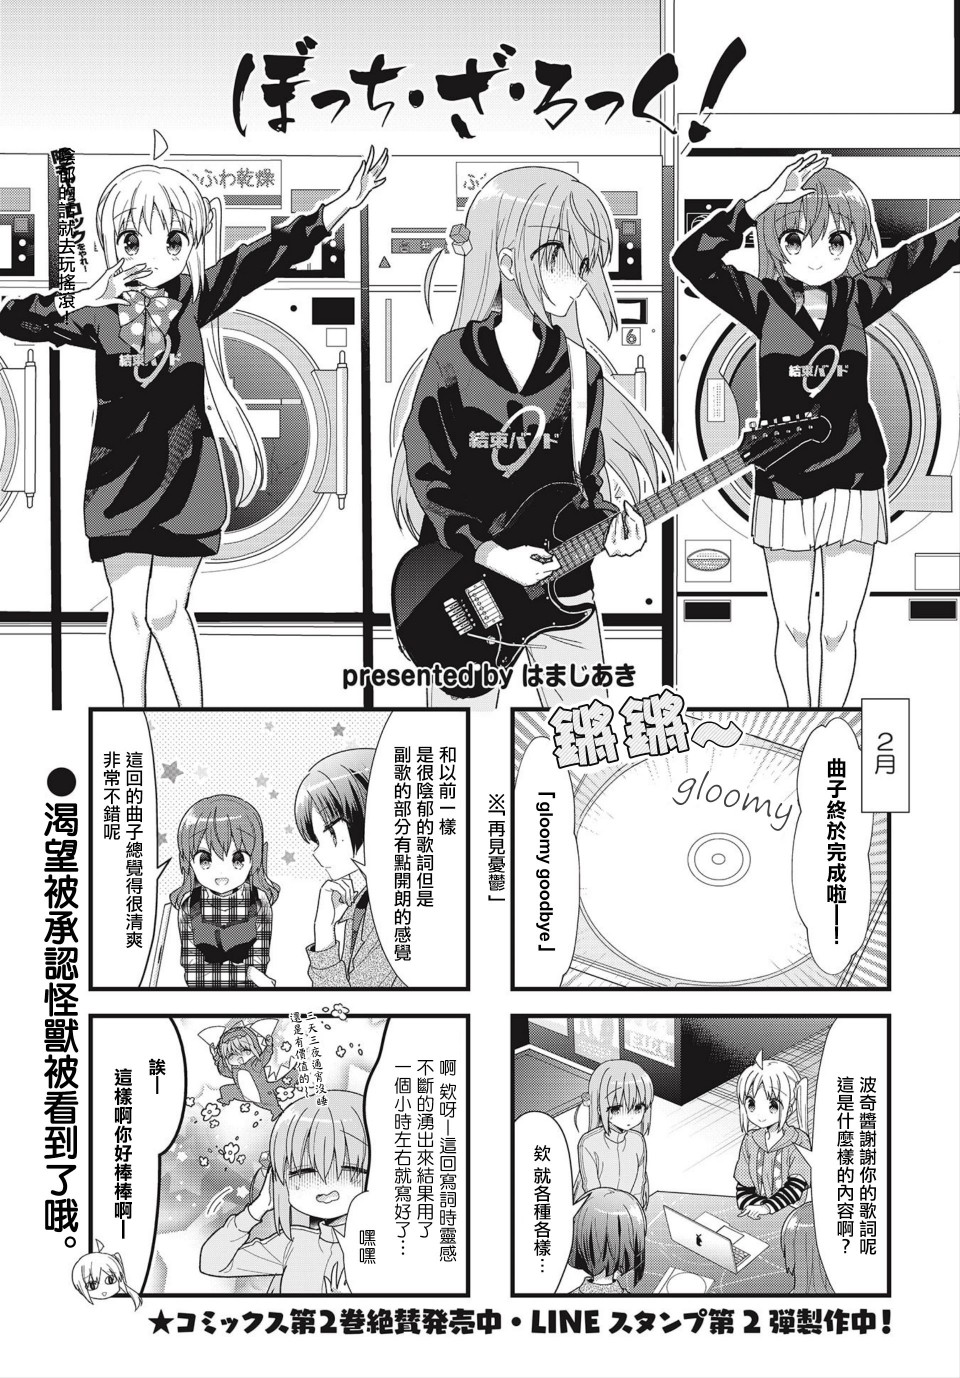 ぼっち・ざ・ろっく!
陰郁的話就去玩搖滾!
ふわ乾燥
結束バンド
結束バンド
結束バンド
6
presented by はまじあき
2月
曲子終於完成啦——!
鏘鏘~
gloomy
「gloomy goodbye」
※「再見憂鬱」
波奇醬謝謝你的歌詞呢
這是什麼樣的內容啊?
欸 就各種各樣…
和以前一樣
是很陰郁的歌詞但是
副歌的部分有點開朗的感覺
這回的曲子總覺得很清爽
非常不錯呢
啊 欸呀—這回寫詞時靈感
不斷的湧出來結果用了
一個小時左右就寫好了…
嘿嘿
三天三夜通宵沒睡
還是有價值的(亡
誒—
這樣啊你好棒棒啊—
●渴望被承認怪獸被看到了哦。
★コミックス第2巻絶賛発売中・LINEスタンプ第2弾製作中!